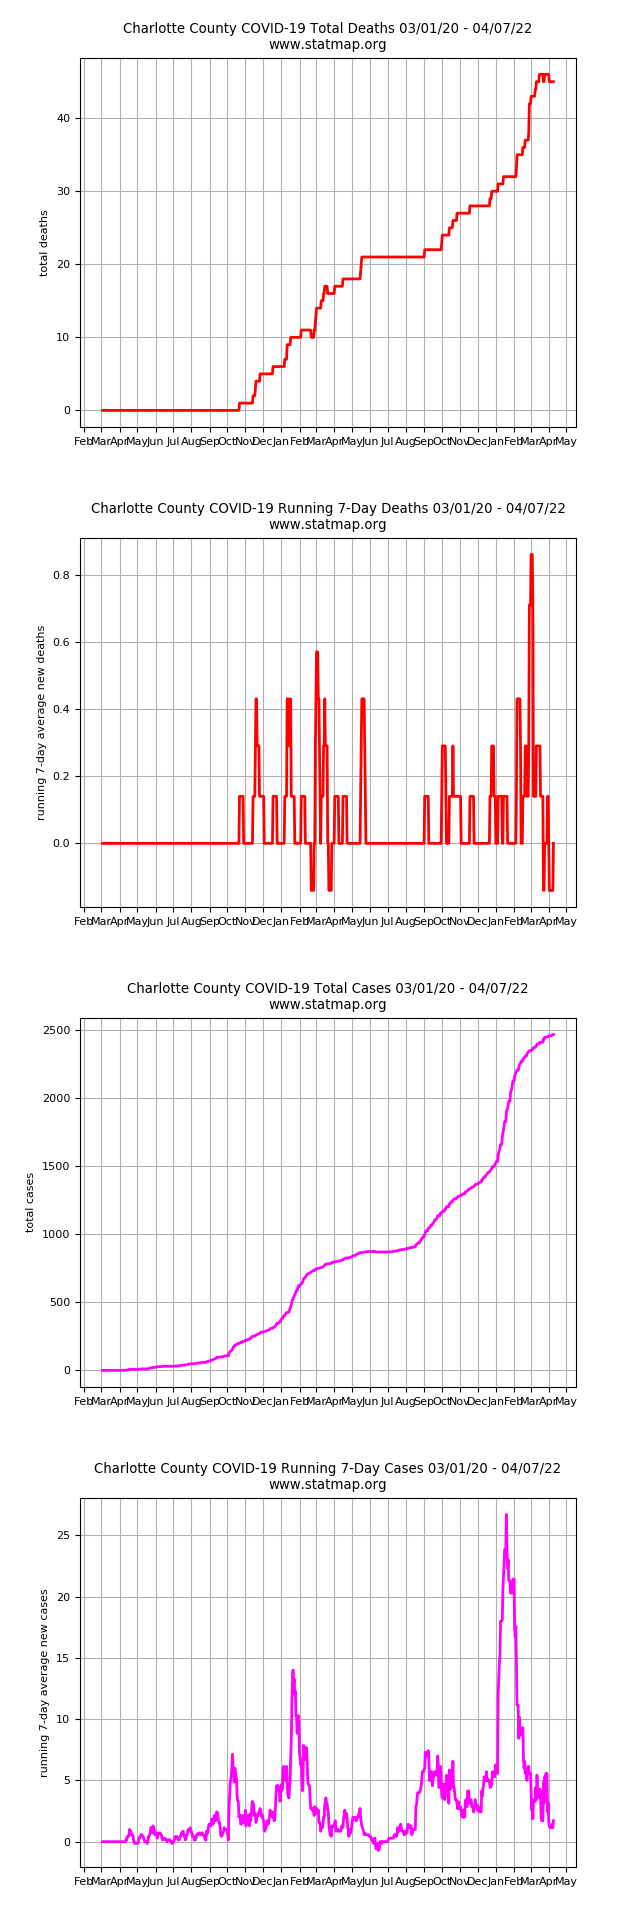 Charlotte County COVID-19 Total Deaths 03/01/20 - 04/07/22
www.statmap.org
total deaths
40
30
20
10
0
Feb Mar Apr May Jun Jul Aug Sep Oct Nov Dec Jan Feb Mar Apr May Jun Jul Aug Sep Oct Nov Dec Jan Feb Mar Apr May
Charlotte County COVID-19 Running 7-Day Deaths 03/01/20 - 04/07/22
www.statmap.org
running 7-day average new deaths
0.8
0.6
0.4
0.2
0.0
Feb Mar Apr May Jun Jul Aug Sep Oct Nov Dec Jan Feb Mar Apr May Jun Jul Aug Sep Oct Nov Dec Jan Feb Mar Apr May
Charlotte County COVID-19 Total Cases 03/01/20 - 04/07/22
www.statmap.org
total cases
2500
2000
1500
1000
500
0
Feb Mar Apr May Jun Jul Aug Sep Oct Nov Dec Jan Feb Mar Apr May Jun Jul Aug Sep Oct Nov Dec Jan Feb Mar Apr May
Charlotte County COVID-19 Running 7-Day Cases 03/01/20 - 04/07/22
www.statmap.org
running 7-day average new cases
25
20
15
10
5
0
Feb Mar Apr May Jun Jul Aug Sep Oct Nov Dec Jan Feb Mar Apr May Jun Jul Aug Sep Oct Nov Dec Jan Feb Mar Apr May